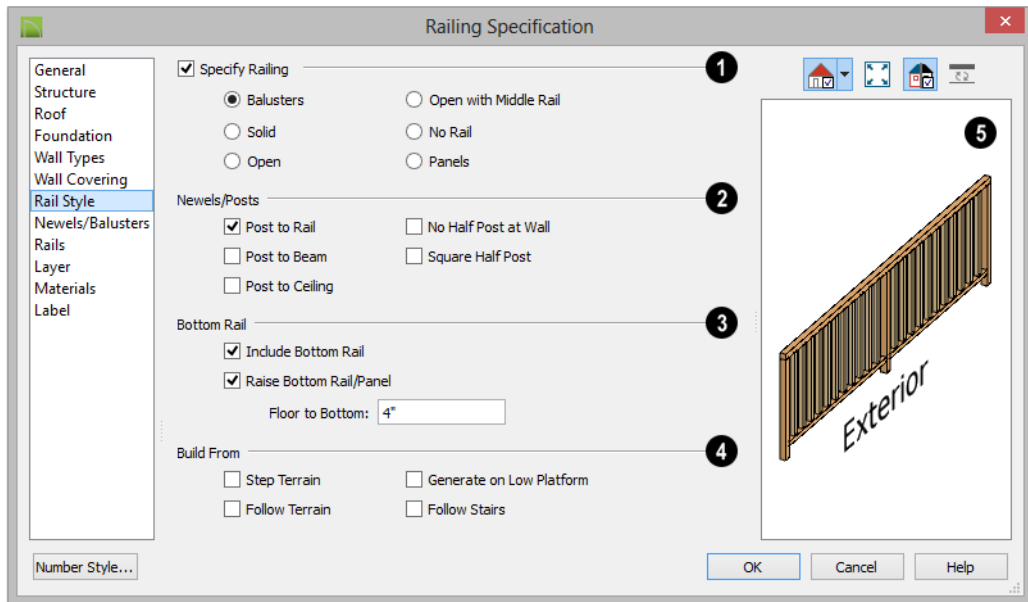 Railing Specification
General
Structure
Roof
Foundation
Wall Types
Wall Covering
Rail Style
Newels/Balusters
Rails
Layer
Materials
Label
Specify Railing
1
Balusters
Open with Middle Rail
Solid
No Rail
Open
Panels
Newels/Posts
2
Post to Rail
No Half Post at Wall
Post to Beam
Square Half Post
Post to Ceiling
Bottom Rail
3
Include Bottom Rail
Raise Bottom Rail/Panel
Floor to Bottom: 4"
Build From
4
Step Terrain
Generate on Low Platform
Follow Terrain
Follow Stairs
5
Exterior
Number Style...
OK
Cancel
Help